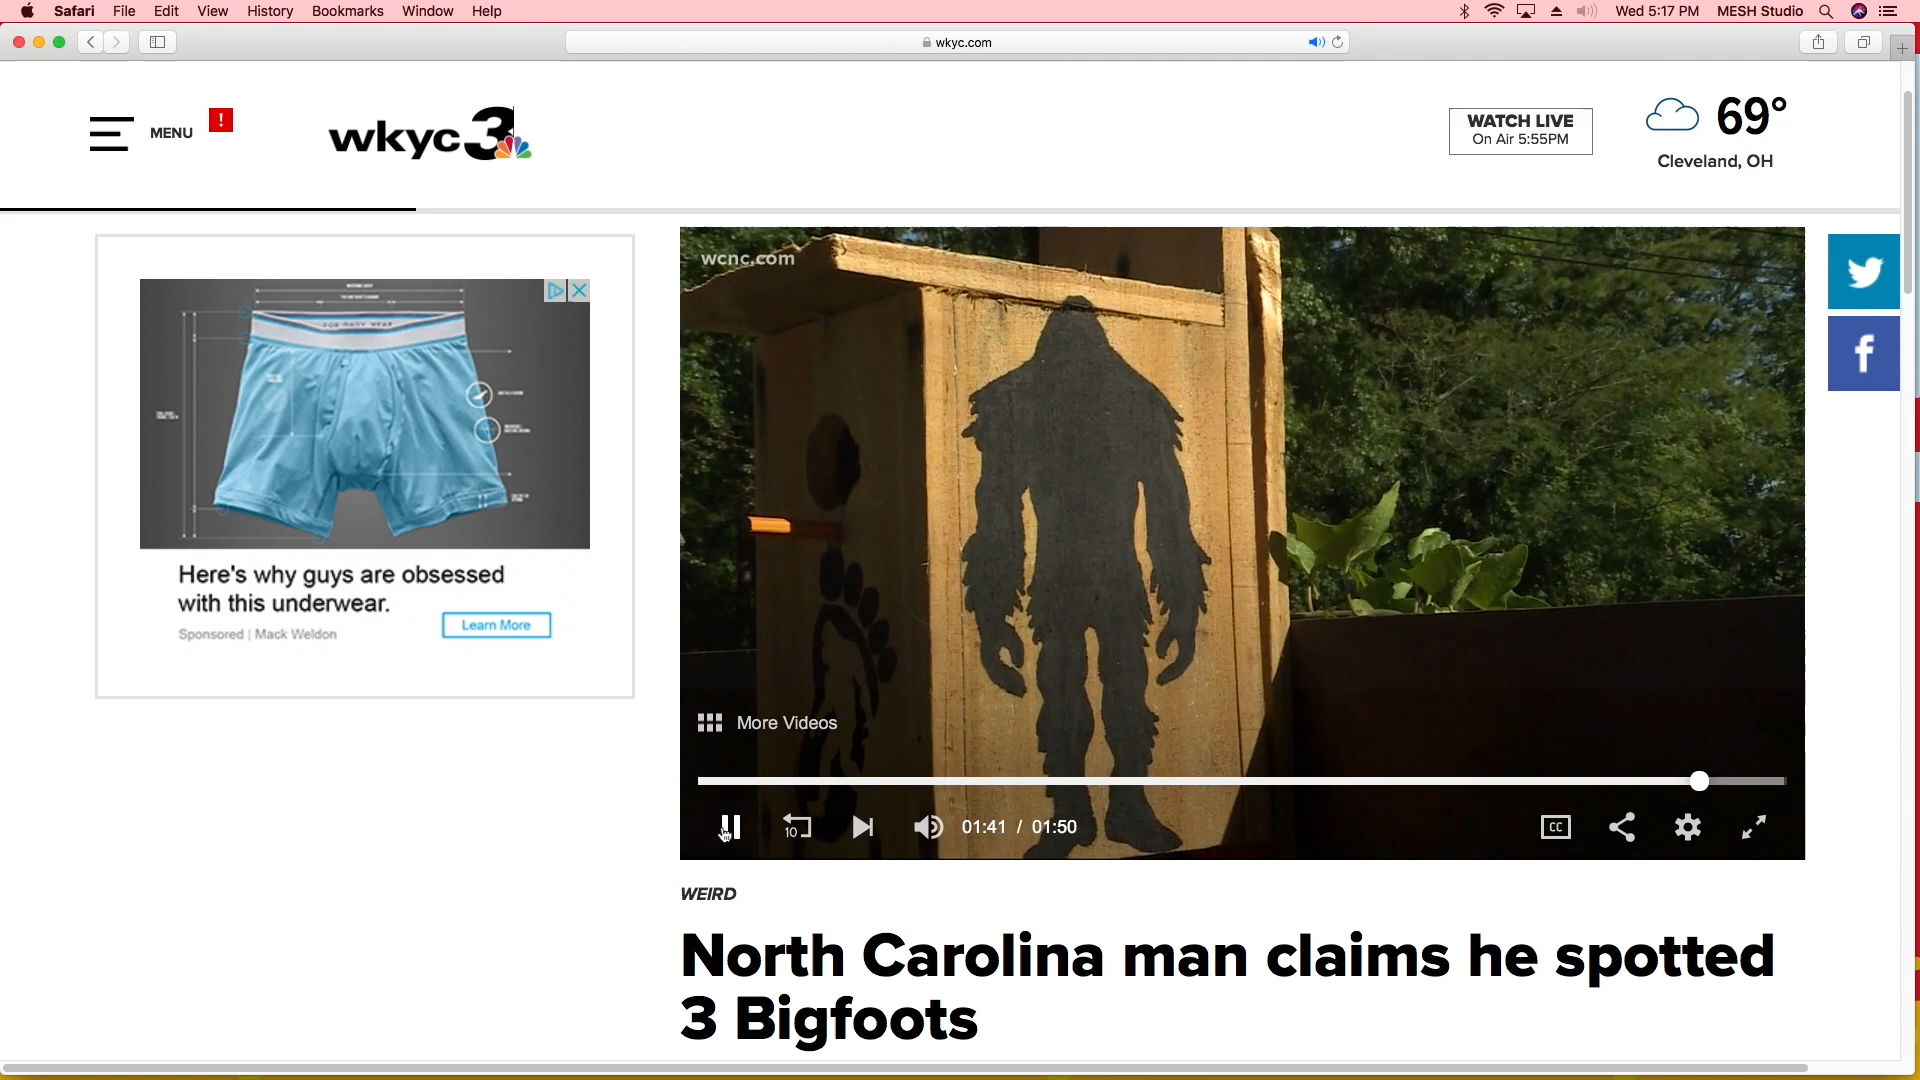 Safari File Edit View History Bookmarks Window Help
Wed 5:17 PM MESH Studio
wkyc.com
MENU
!
wkyc 3
WATCH LIVE
On Air 5:55PM
69°
Cleveland, OH
Here's why guys are obsessed
with this underwear.
Sponsored | Mack Weldon
Learn More
wcnc.com
More Videos
10
01:41 / 01:50
CC
WEIRD
North Carolina man claims he spotted
3 Bigfoots